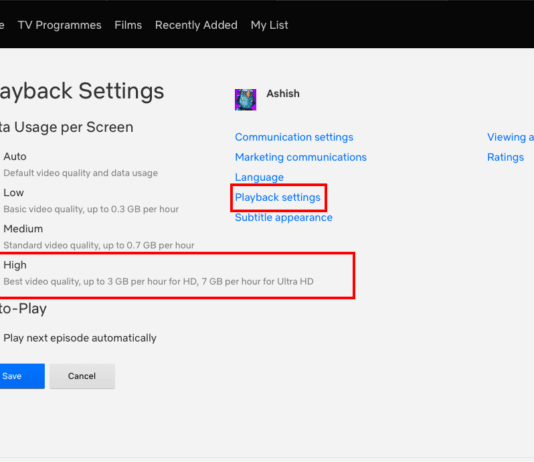 e TV Programmes Films Recently Added My List
ayback Settings
ta Usage per Screen
Auto
Default video quality and data usage
Low
Basic video quality, up to 0.3 GB per hour
Medium
Standard video quality, up to 0.7 GB per hour
High
Best video quality, up to 3 GB per hour for HD, 7 GB per hour for Ultra HD
to-Play
Play next episode automatically
Save Cancel
Ashish
Communication settings
Marketing communications
Language
Playback settings
Subtitle appearance
Viewing a
Ratings